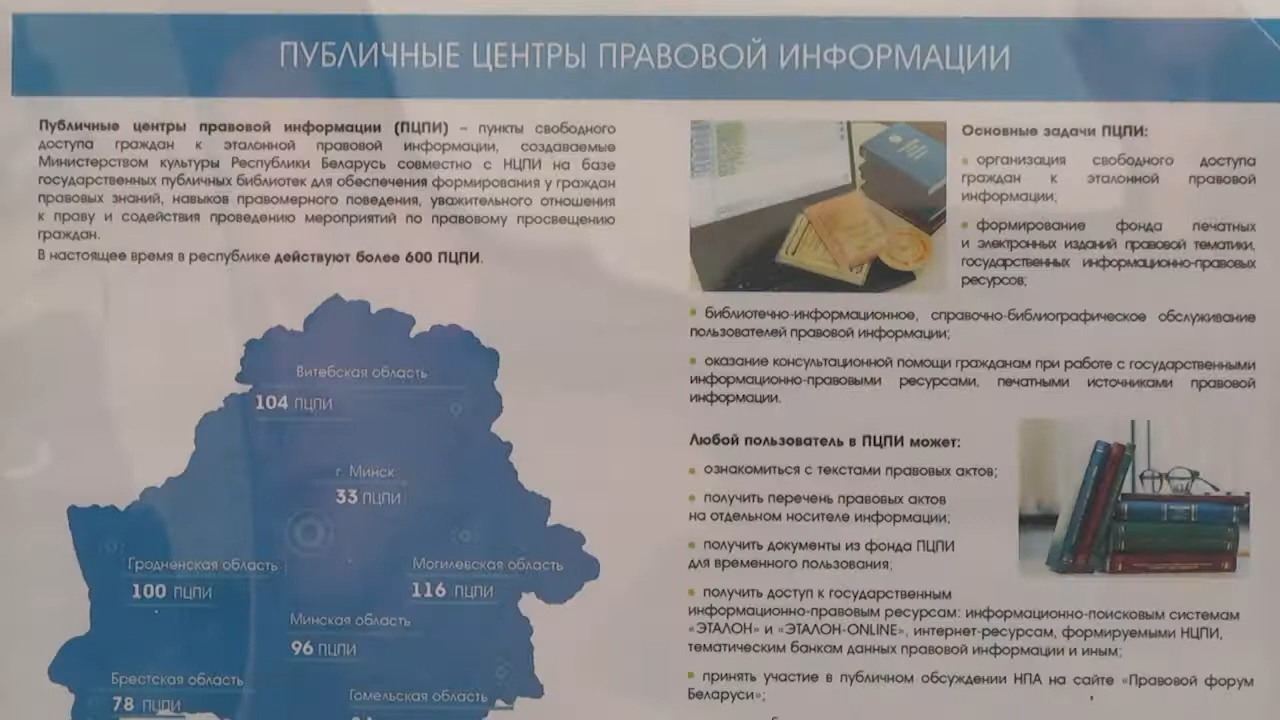 ПУБЛИЧНЫЕ ЦЕНТРЫ ПРАВОВОЙ ИНФОРМАЦИИ
Публичные центры правовой информации (ПЦПИ) – пункты свободного
доступа граждан к эталонной правовой информации, создаваемые
Министерством культуры Республики Беларусь совместно с НЦПИ на базе
государственных публичных библиотек для обеспечения формирования у граждан
правовых знаний, навыков правомерного поведения, уважительного отношения
к праву и содействия проведению мероприятий по правовому просвещению
граждан.
В настоящее время в республике действуют более 600 ПЦПИ.
Витебская область
104 ПЦПИ
г. Минск
33 ПЦПИ
Гродненская область
100 ПЦПИ
Могилевская область
116 ПЦПИ
Минская область
96 ПЦПИ
Брестская область
78 ПЦПИ
Гомельская область
Основные задачи ПЦПИ:
• организация свободного доступа
граждан к эталонной правовой
информации;
• формирование фонда печатных
и электронных изданий правовой тематики,
государственных информационно-правовых
ресурсов;
• библиотечно-информационное, справочно-библиографическое обслуживание
пользователей правовой информации;
• оказание консультационной помощи гражданам при работе с государственными
информационно-правовыми ресурсами, печатными источниками правовой
информации.
Любой пользователь в ПЦПИ может:
• ознакомиться с текстами правовых актов;
• получить перечень правовых актов
на отдельном носителе информации;
• получить документы из фонда ПЦПИ
для временного пользования;
• получить доступ к государственным
информационно-правовым ресурсам: информационно-поисковым системам
«ЭТАЛОН» и «ЭТАЛОН-ONLINE», интернет-ресурсам, формируемыми НЦПИ,
тематическим банкам данных правовой информации и иным;
• принять участие в публичном обсуждении НПА на сайте «Правовой форум
Беларуси»;